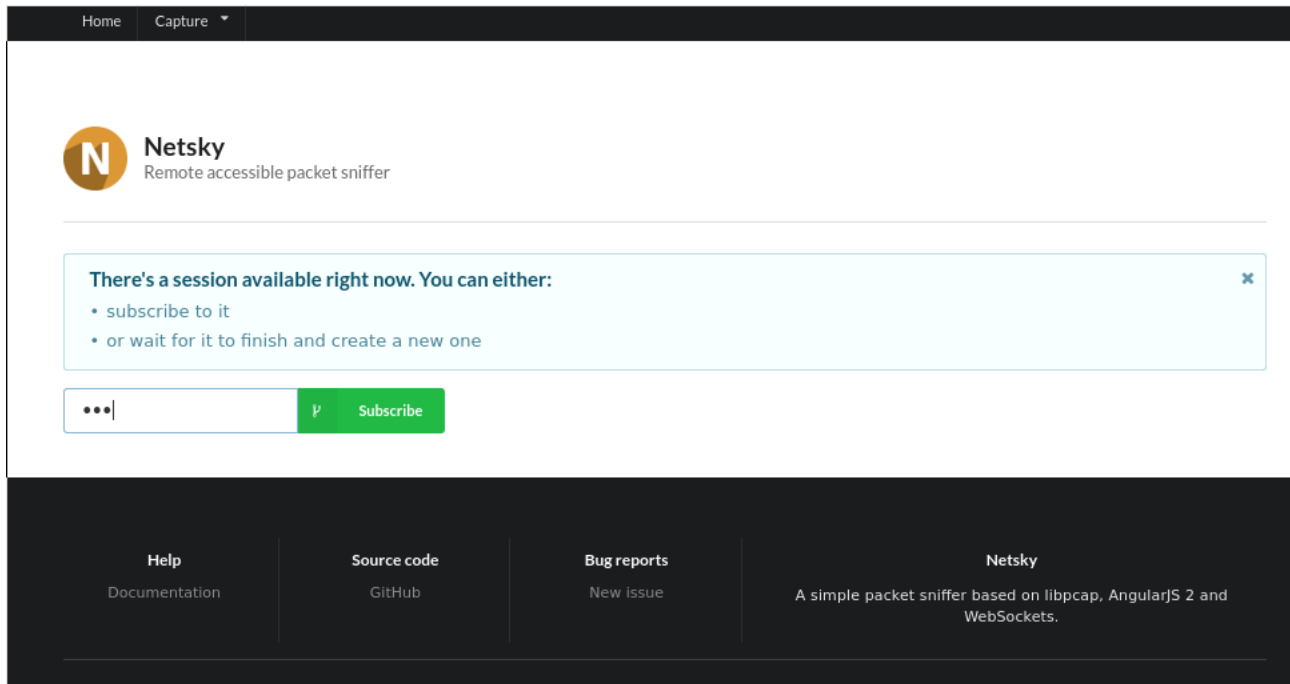 Home Capture
N
Netsky
Remote accessible packet sniffer
There's a session available right now. You can either:
• subscribe to it
• or wait for it to finish and create a new one
•••
Subscribe
Help
Documentation
Source code
GitHub
Bug reports
New issue
Netsky
A simple packet sniffer based on libpcap, AngularJS 2 and
WebSockets.